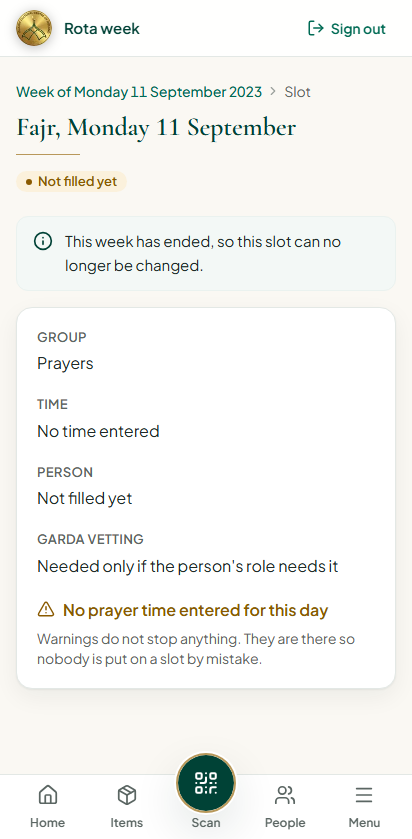 Rota week
Sign out
Week of Monday 11 September 2023 > Slot
Fajr, Monday 11 September
Not filled yet
This week has ended, so this slot can no
longer be changed.
GROUP
Prayers
TIME
No time entered
PERSON
Not filled yet
GARDA VETTING
Needed only if the person's role needs it
No prayer time entered for this day
Warnings do not stop anything. They are there so
nobody is put on a slot by mistake.
Home
Items
Scan
People
Menu